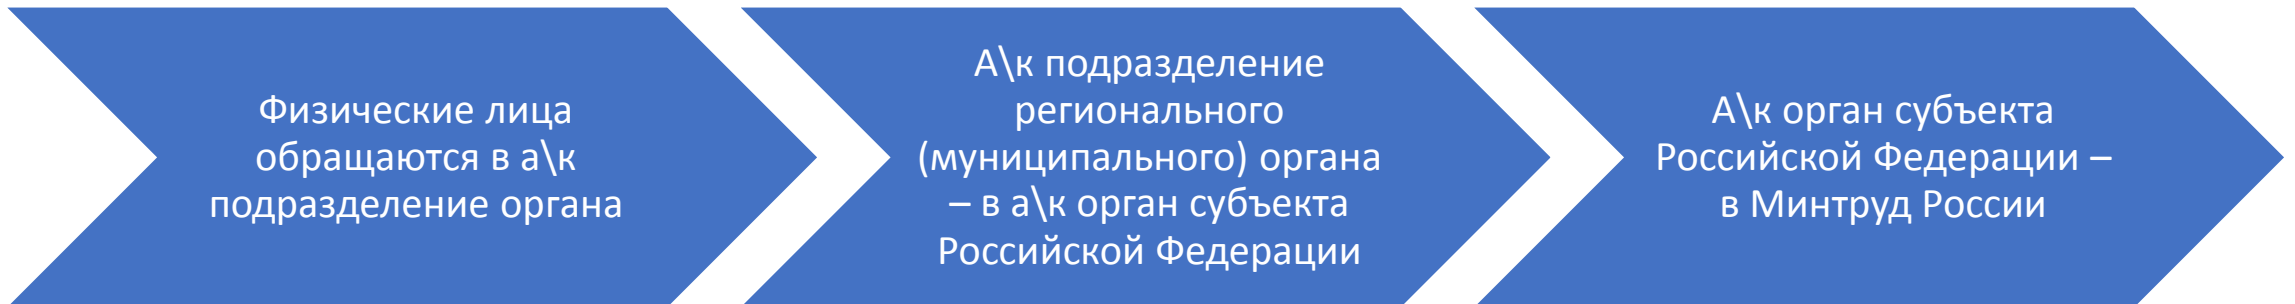 Физические лица
обращаются в а\к
подразделение органа
А\к подразделение
регионального
(муниципального) органа
– в а\к орган субъекта
Российской Федерации
А\к орган субъекта
Российской Федерации –
в Минтруд России